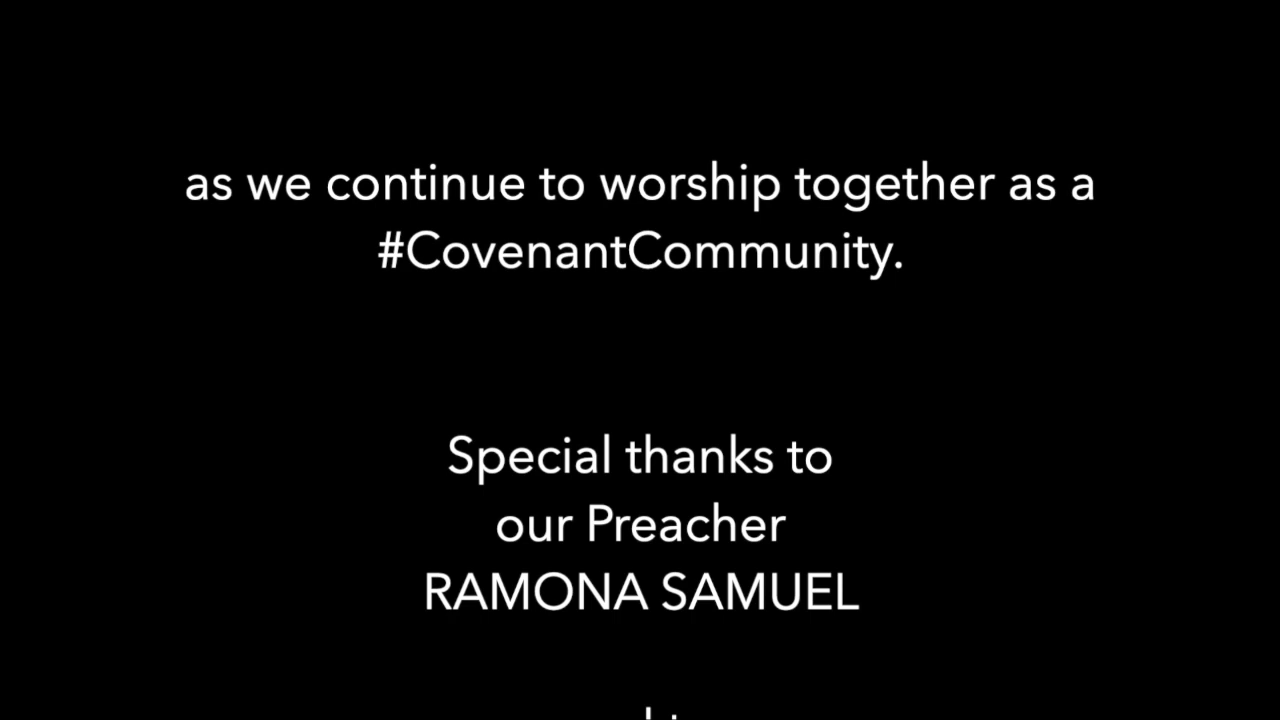 as we continue to worship together as a
#CovenantCommunity.
Special thanks to
our Preacher
RAMONA SAMUEL